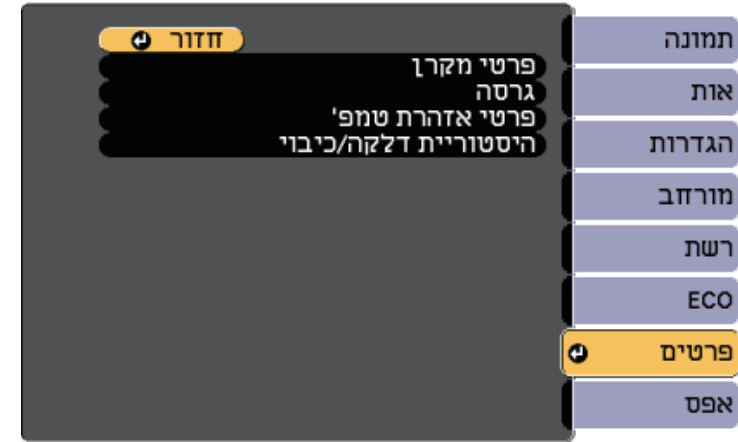 תמונה
אות
הגדרות
מורחב
רשת
ECO
פרטים
אפס
חזור
פרטי מקרן
גרסה
פרטי אזהרת טמפ'
היסטוריית דלקה/כיבוי